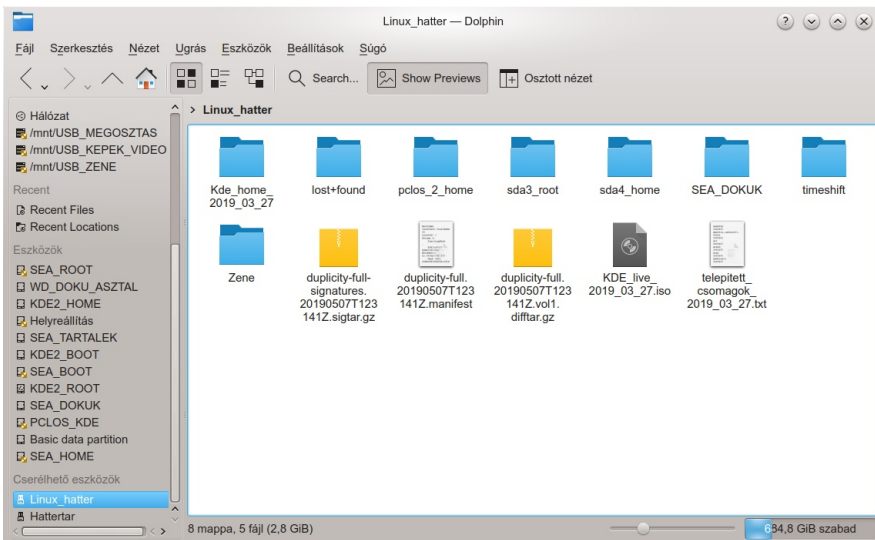 Linux_hatter — Dolphin
Fájl Szerkesztés Nézet Ugrás Eszközök Beállítások Súgó
Search... Show Previews Osztott nézet
> Linux_hatter
Hálózat
/mnt/USB_MEGOSZTAS
/mnt/USB_KEPEK_VIDEO
/mnt/USB_ZENE
Recent
Recent Files
Recent Locations
Eszközök
SEA_ROOT
WD_DOKU_ASZTAL
KDE2_HOME
Helyreállítás
SEA_TARTALEK
KDE2_BOOT
SEA_BOOT
KDE2_ROOT
SEA_DOKUK
PCLOS_KDE
Basic data partition
SEA_HOME
Cserélhető eszközök
Linux_hatter
Hattertar
Kde_home_
2019_03_27
lost+found
pclos_2_home
sda3_root
sda4_home
SEA_DOKUK
timeshift
Zene
duplicity-full-
signatures.
20190507T123
141Z.sigtar.gz
duplicity-full.
20190507T123
141Z.manifest
duplicity-full.
20190507T123
141Z.vol1.
difftar.gz
KDE_live_
2019_03_27.iso
telepített_
csomagok_
2019_03_27.txt
8 mappa, 5 fájl (2,8 GiB)
684,8 GiB szabad